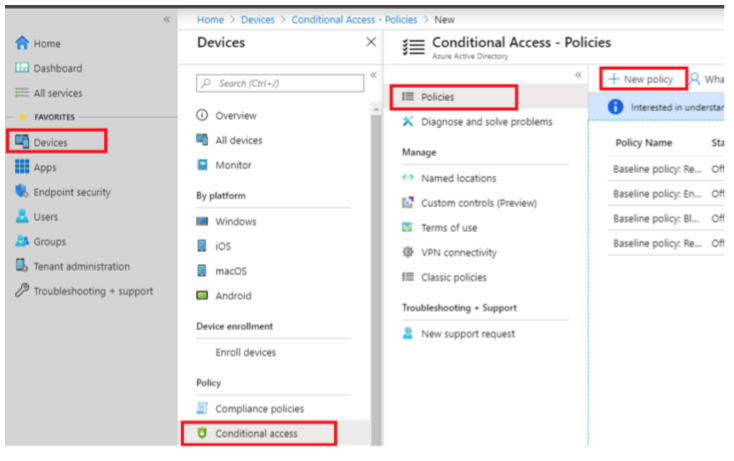 Home > Devices > Conditional Access - Policies > New
Home
Dashboard
All services
FAVORITES
Devices
Apps
Endpoint security
Users
Groups
Tenant administration
Troubleshooting + support
Devices
Search (Ctrl+/)
Overview
All devices
Monitor
By platform
Windows
iOS
macOS
Android
Device enrollment
Enroll devices
Policy
Compliance policies
Conditional access
Conditional Access - Policies
Azure Active Directory
Policies
Diagnose and solve problems
Manage
Named locations
Custom controls (Preview)
Terms of use
VPN connectivity
Classic policies
Troubleshooting + Support
New support request
New policy Wha
Interested in understar
Policy Name Sta
Baseline policy: Re... Off
Baseline policy: En... Off
Baseline policy: Bl... Off
Baseline policy: Re... Off